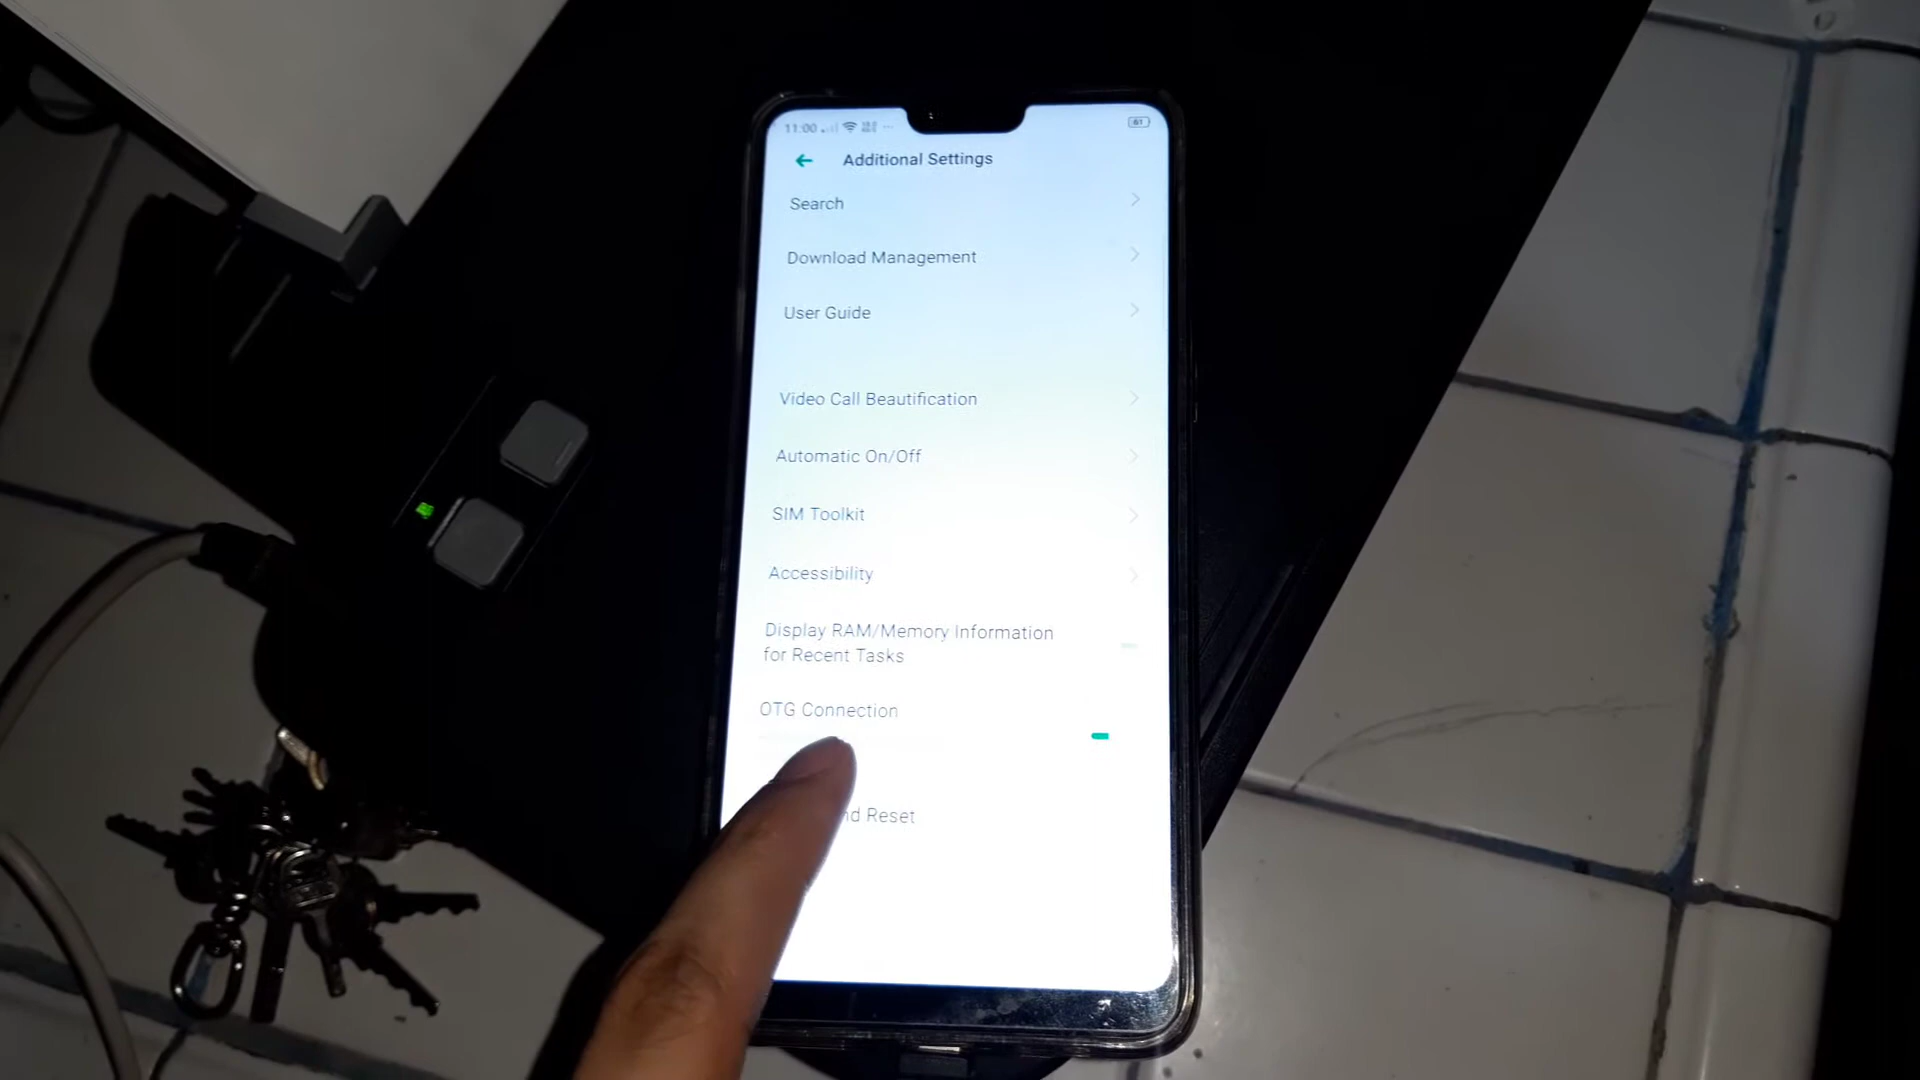 11:00
61
Additional Settings
Search
Download Management
User Guide
Video Call Beautification
Automatic On/Off
SIM Toolkit
Accessibility
Display RAM/Memory Information
for Recent Tasks
OTG Connection
Reset